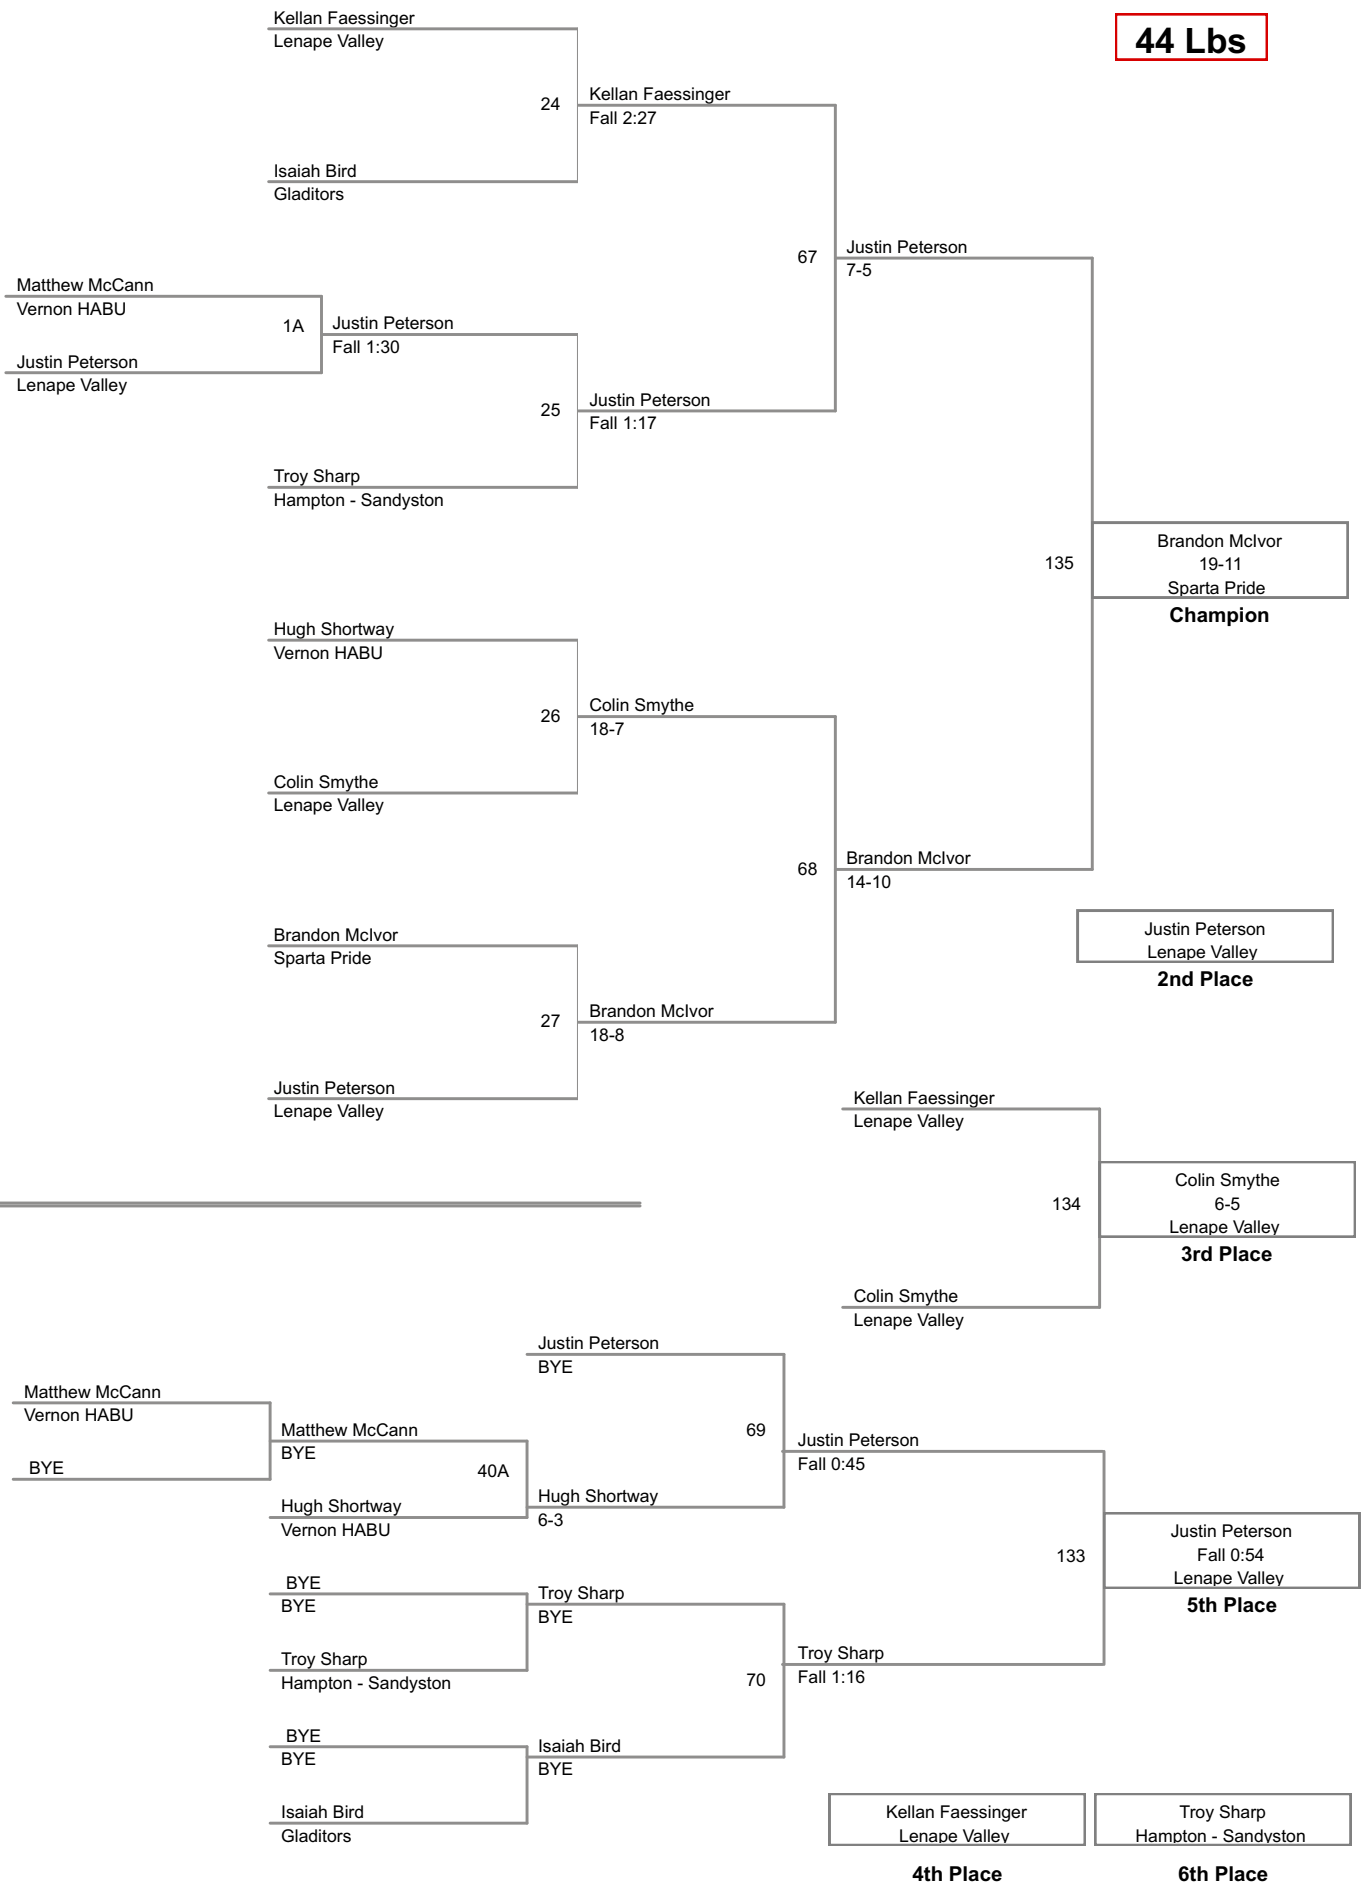 44 Lbs
Kellan Faessinger
Lenape Valley
24
Kellan Faessinger
Fall 2:27
Isaiah Bird
Gladitors
67
Justin Peterson
7-5
Matthew McCann
Vernon HABU
1A
Justin Peterson
Fall 1:30
Justin Peterson
Lenape Valley
25
Justin Peterson
Fall 1:17
Troy Sharp
Hampton - Sandyston
135
Brandon McIvor
19-11
Sparta Pride
Champion
Hugh Shortway
Vernon HABU
26
Colin Smythe
18-7
Colin Smythe
Lenape Valley
68
Brandon McIvor
14-10
Brandon McIvor
Sparta Pride
27
Brandon McIvor
18-8
Justin Peterson
Lenape Valley
Justin Peterson
Lenape Valley
2nd Place
Kellan Faessinger
Lenape Valley
134
Colin Smythe
6-5
Lenape Valley
3rd Place
Colin Smythe
Lenape Valley
Justin Peterson
BYE
Matthew McCann
Vernon HABU
BYE
Matthew McCann
BYE
40A
69
Justin Peterson
Fall 0:45
Hugh Shortway
Vernon HABU
Hugh Shortway
6-3
133
Justin Peterson
Fall 0:54
Lenape Valley
5th Place
BYE
BYE
Troy Sharp
BYE
Troy Sharp
Hampton - Sandyston
70
Troy Sharp
Fall 1:16
BYE
BYE
Isaiah Bird
BYE
Isaiah Bird
Gladitors
Kellan Faessinger
Lenape Valley
4th Place
Troy Sharp
Hampton - Sandyston
6th Place